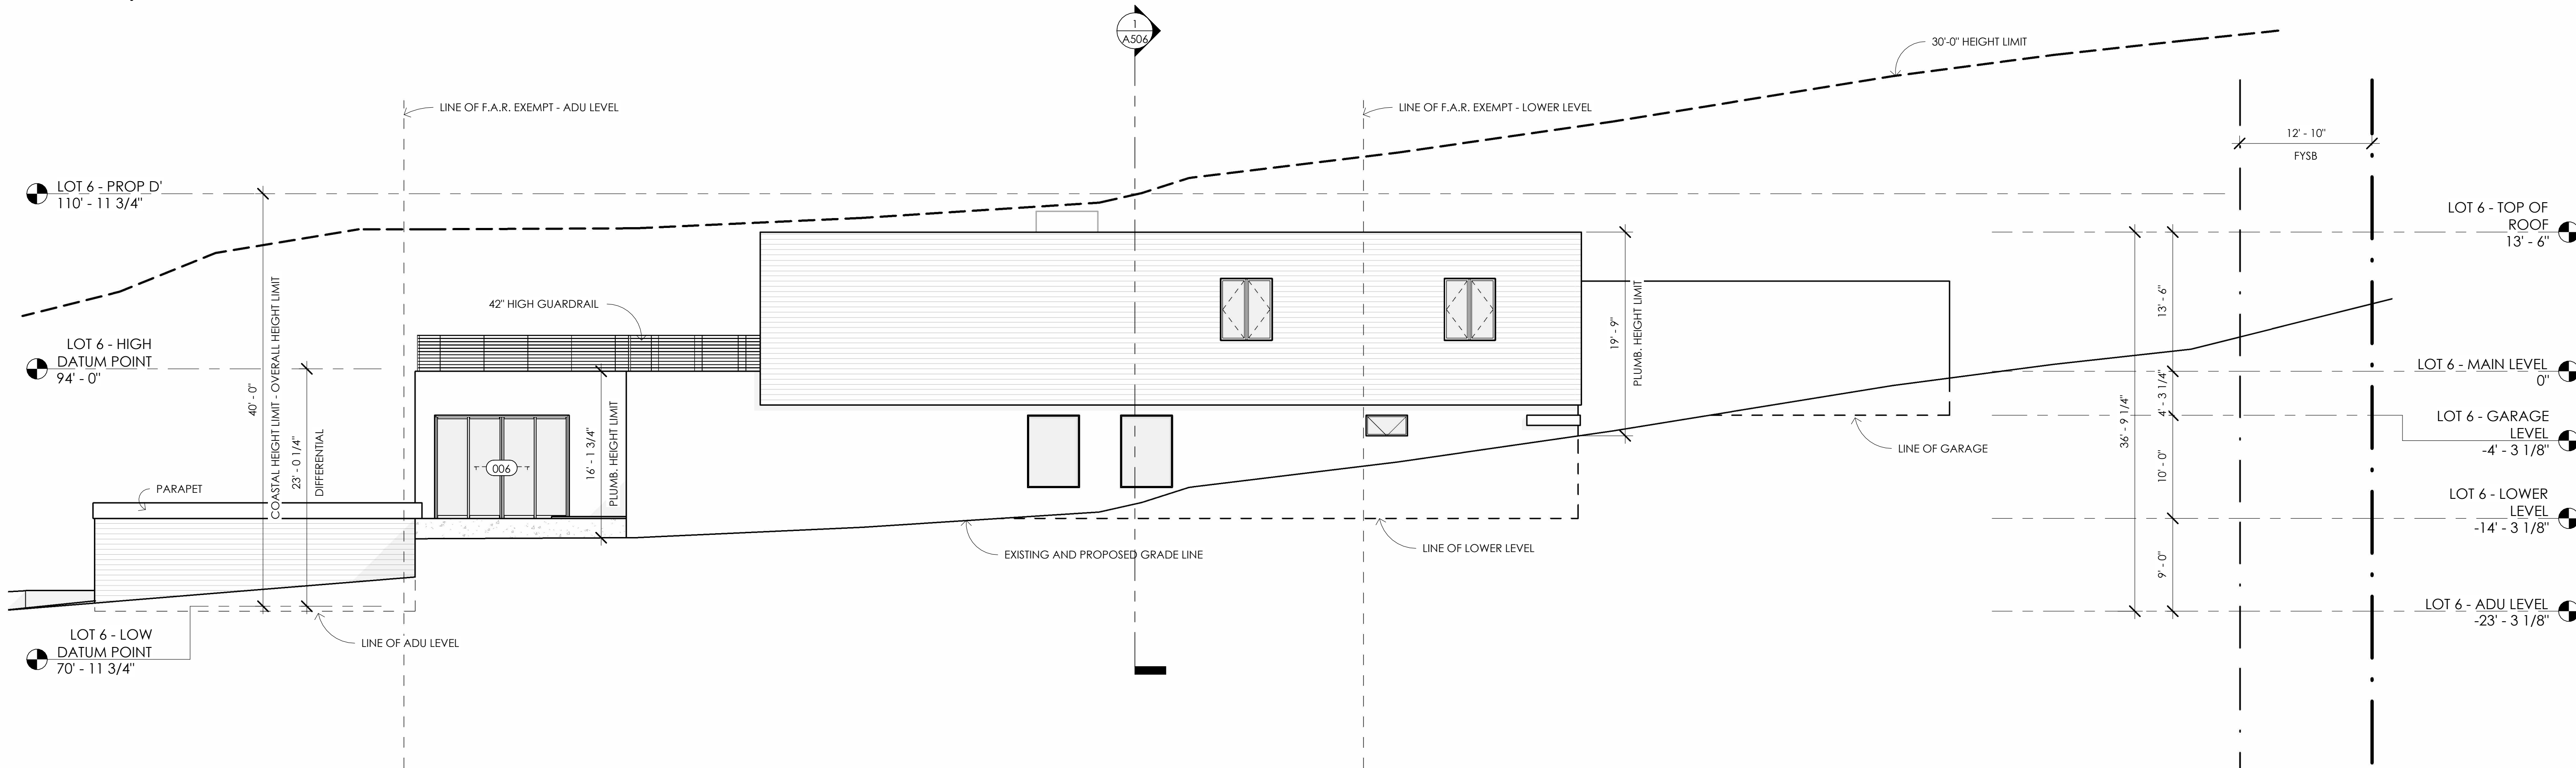 1
A506
30'-0" HEIGHT LIMIT
LINE OF F.A.R. EXEMPT - ADU LEVEL
LINE OF F.A.R. EXEMPT - LOWER LEVEL
12' - 10"
FYSB
LOT 6 - PROP D'
110' - 11 3/4"
LOT 6 - TOP OF
ROOF
13' - 6"
42" HIGH GUARDRAIL
LOT 6 - HIGH
DATUM POINT
94' - 0"
40' - 0"
COASTAL HEIGHT LIMIT - OVERALL HEIGHT LIMIT
23' - 0 1/4"
DIFFERENTIAL
16' - 1 3/4"
PLUMB. HEIGHT LIMIT
19' - 9"
PLUMB. HEIGHT LIMIT
36' - 9 1/4"
13' - 6"
4' - 3 1/4"
10' - 0"
9' - 0"
LOT 6 - MAIN LEVEL
0"
LOT 6 - GARAGE
LEVEL
-4' - 3 1/8"
LINE OF GARAGE
006
PARAPET
LOT 6 - LOWER
LEVEL
-14' - 3 1/8"
EXISTING AND PROPOSED GRADE LINE
LINE OF LOWER LEVEL
LOT 6 - ADU LEVEL
-23' - 3 1/8"
LOT 6 - LOW
DATUM POINT
70' - 11 3/4"
LINE OF ADU LEVEL